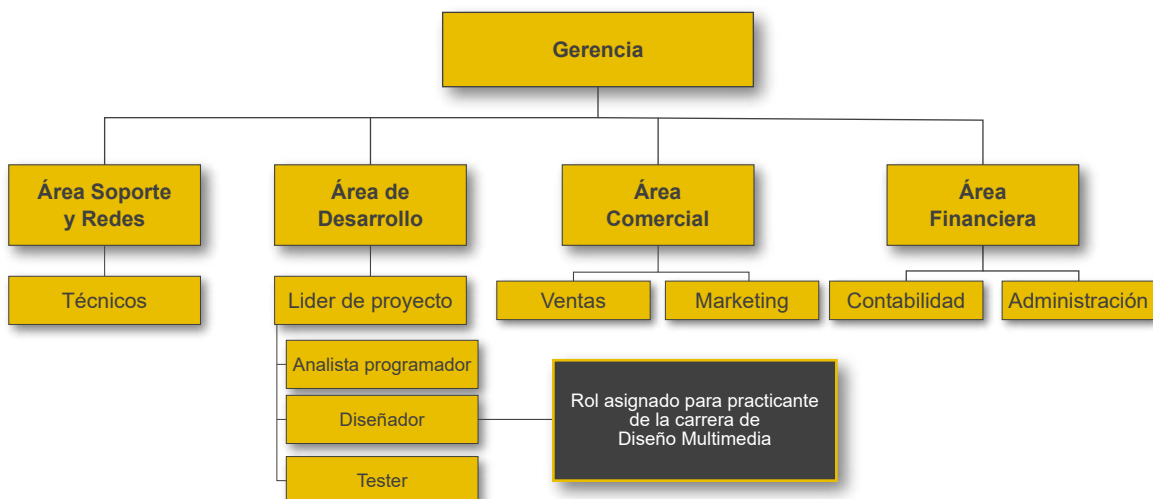 Gerencia
Área Soporte
y Redes
Área de
Desarrollo
Área
Comercial
Área
Financiera
Técnicos
Lider de proyecto
Ventas
Marketing
Contabilidad
Administración
Analista programador
Diseñador
Tester
Rol asignado para practicante
de la carrera de
Diseño Multimedia